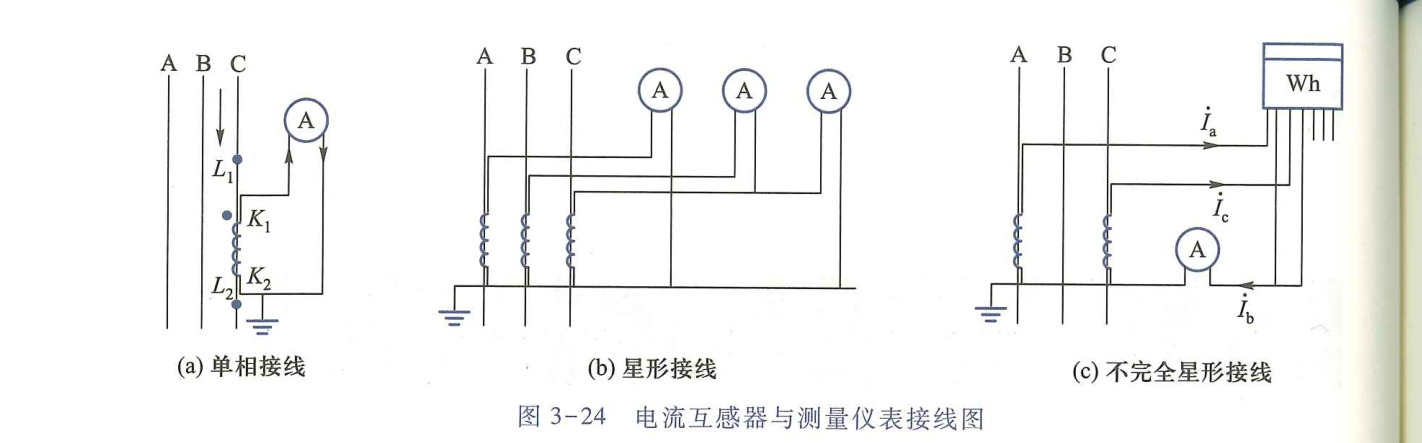 A B C
A
L1
K1
K2
L2
(a) 单相接线
A B C
A A A
(b) 星形接线
A B C
Wh
İa
İc
A
İb
(c) 不完全星形接线
图 3-24 电流互感器与测量仪表接线图